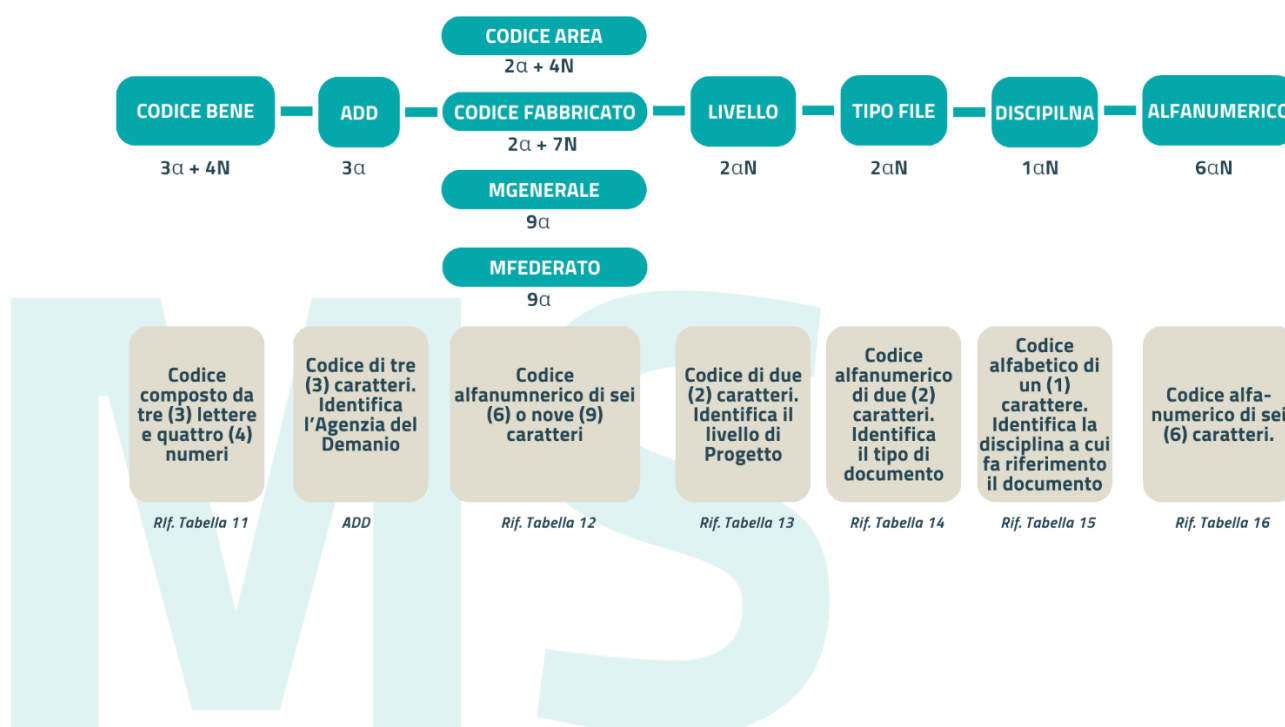 CODICE AREA
2α + 4N
CODICE BENE
ADD
CODICE FABBRICATO
LIVELLO
TIPO FILE
DISCIPILNA
ALFANUMERICO
3α + 4N
3α
2α + 7N
2αN
2αN
1αN
6αN
MGENERALE
9α
MFEDERATO
9α
Codice
composto da
tre (3) lettere
e quattro (4)
numeri
Codice di tre
(3) caratteri.
Identifica
l'Agenzia del
Demanio
Codice
alfanumnerico di sei
(6) o nove (9)
caratteri
Codice di due
(2) caratteri.
Identifica il
livello di
Progetto
Codice
alfanumerico
di due (2)
caratteri.
Identifica
il tipo di
documento
Codice
alfabetico di
un (1)
carattere.
Identifica la
disciplina a cui
fa riferimento
il documento
Codice alfa-
numerico di sei
(6) caratteri.
RIf. Tabella 11
ADD
Rif. Tabella 12
Rif. Tabella 13
Rif. Tabella 14
Rif. Tabella 15
Rif. Tabella 16
MS